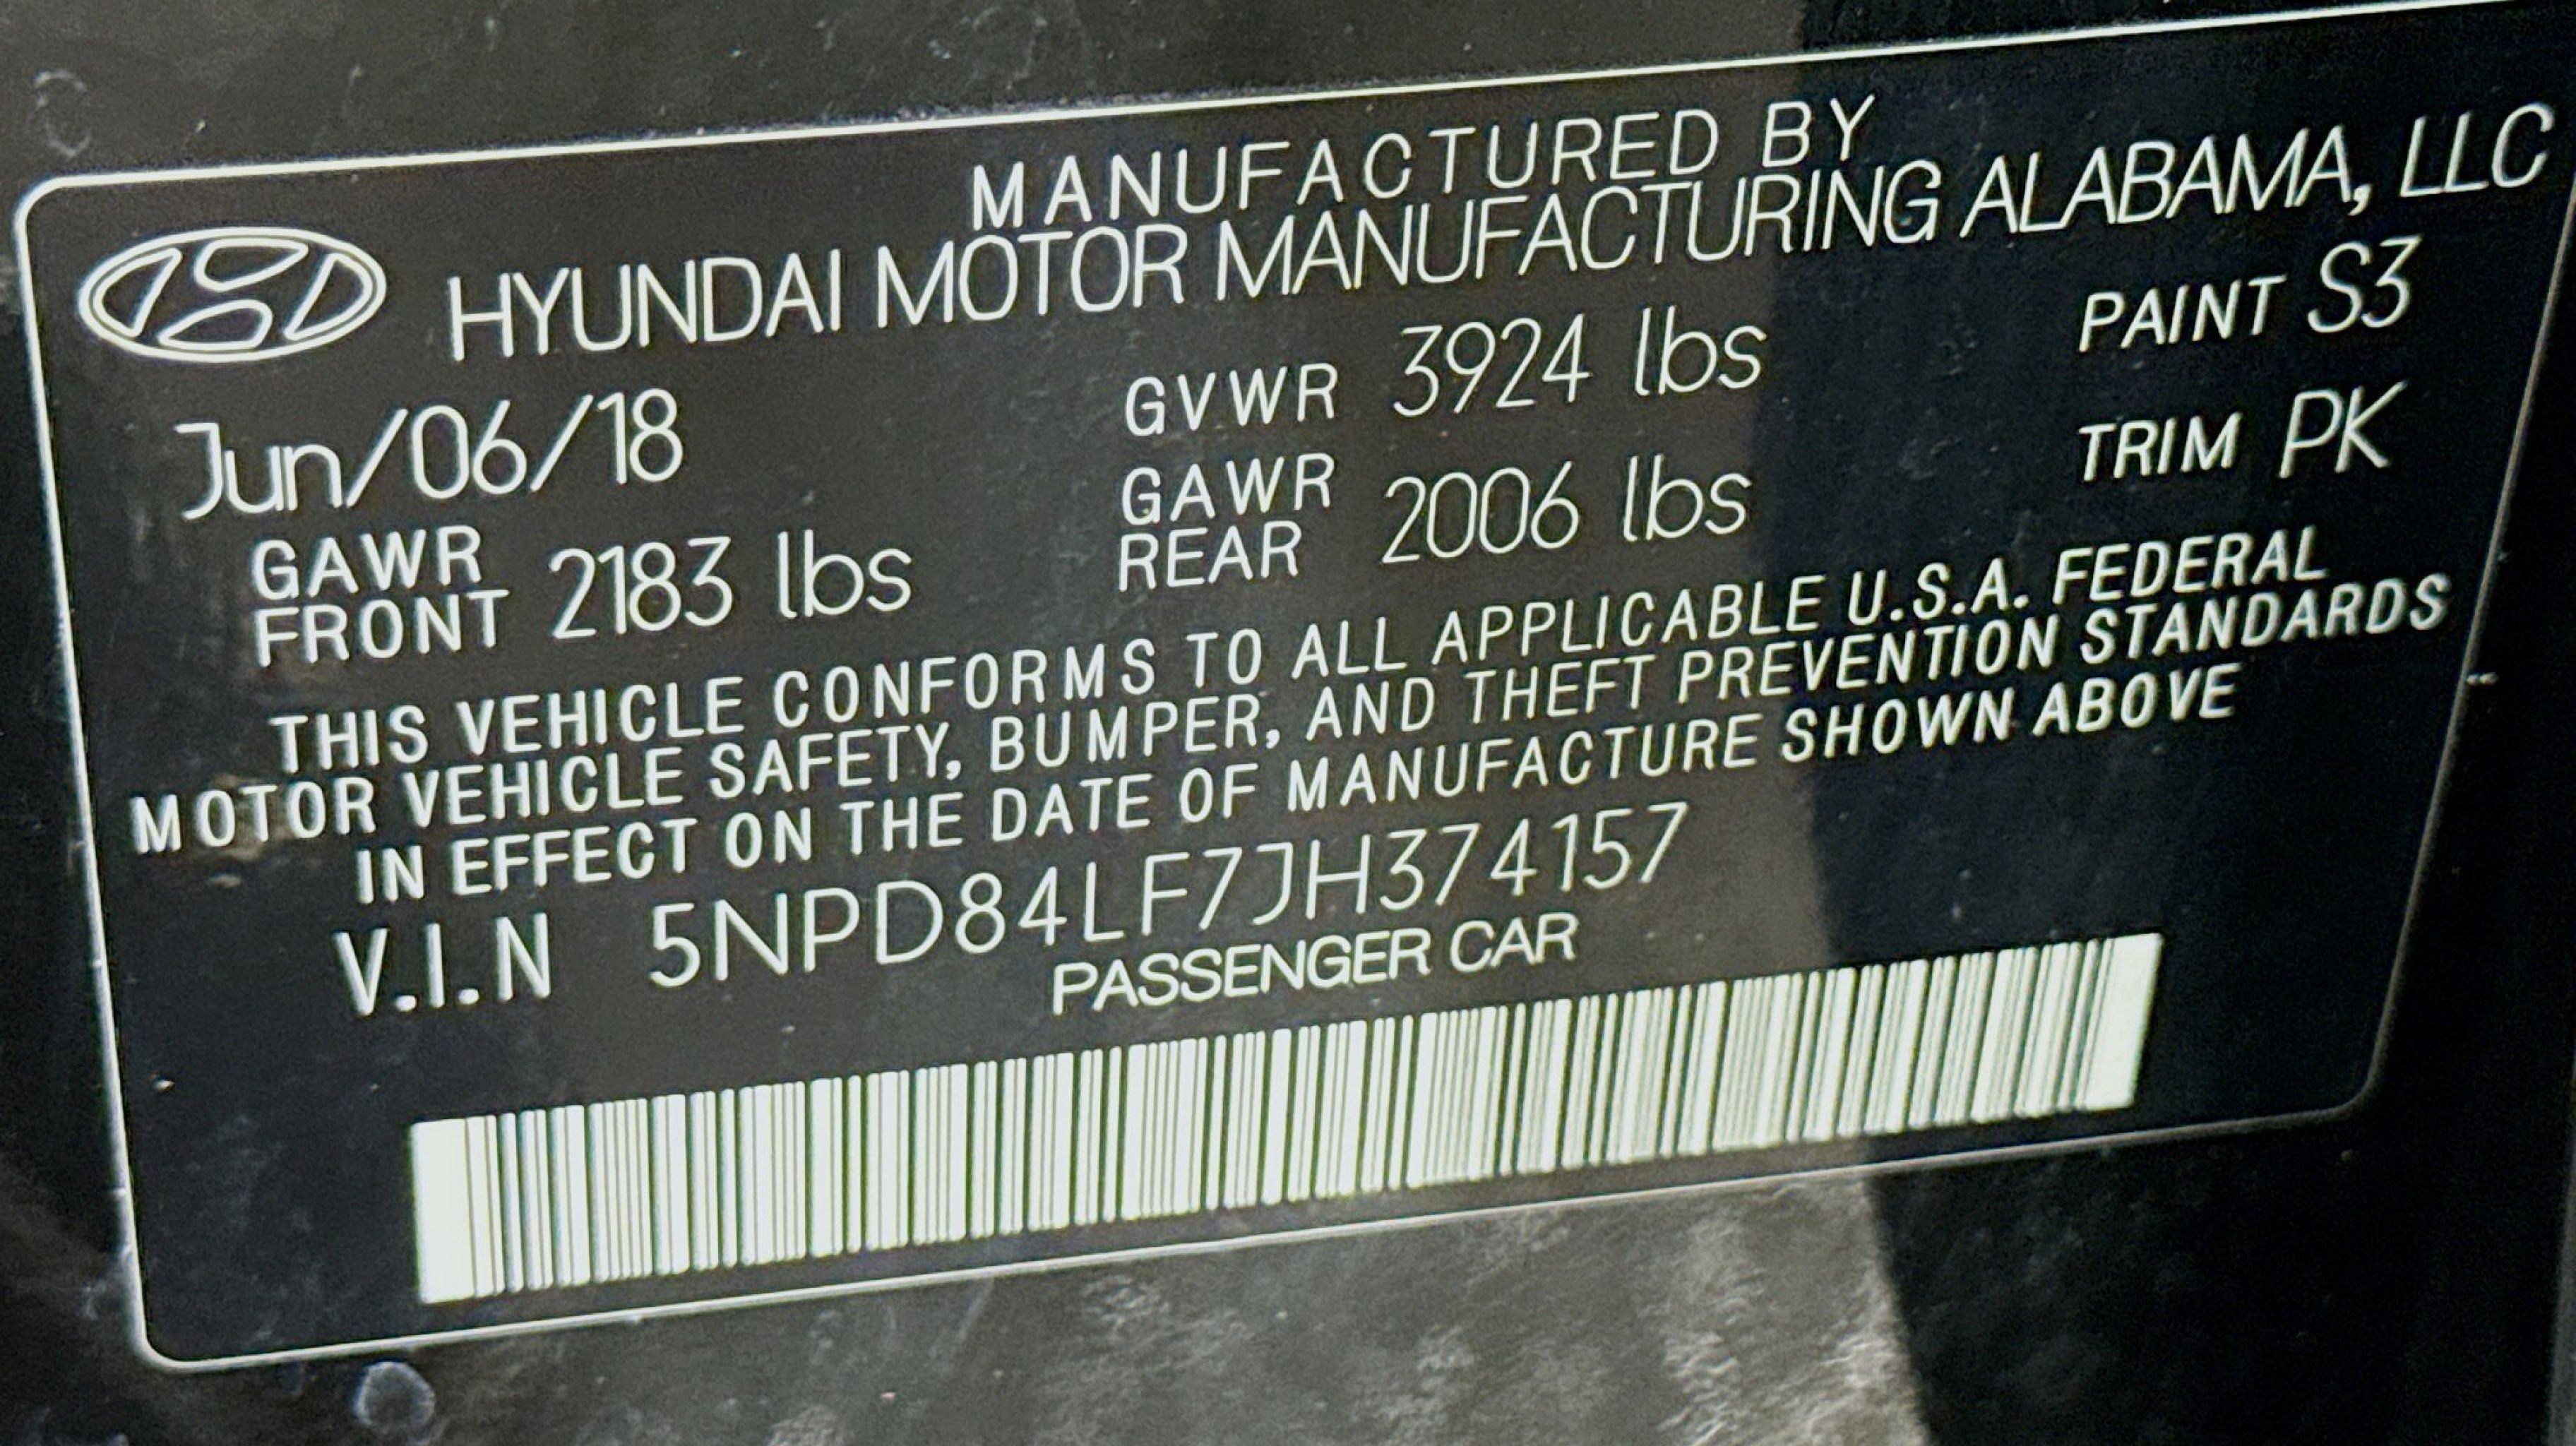 MANUFACTURED BY
HYUNDAI MOTOR MANUFACTURING ALABAMA, LLC
Jun/06/18 GVWR 3924 lbs PAINT S3
GAWR FRONT 2183 lbs GAWR REAR 2006 lbs TRIM PK
THIS VEHICLE CONFORMS TO ALL APPLICABLE U.S.A. FEDERAL
MOTOR VEHICLE SAFETY, BUMPER, AND THEFT PREVENTION STANDARDS
IN EFFECT ON THE DATE OF MANUFACTURE SHOWN ABOVE
V.I.N 5NPD84LF7JH374157
PASSENGER CAR